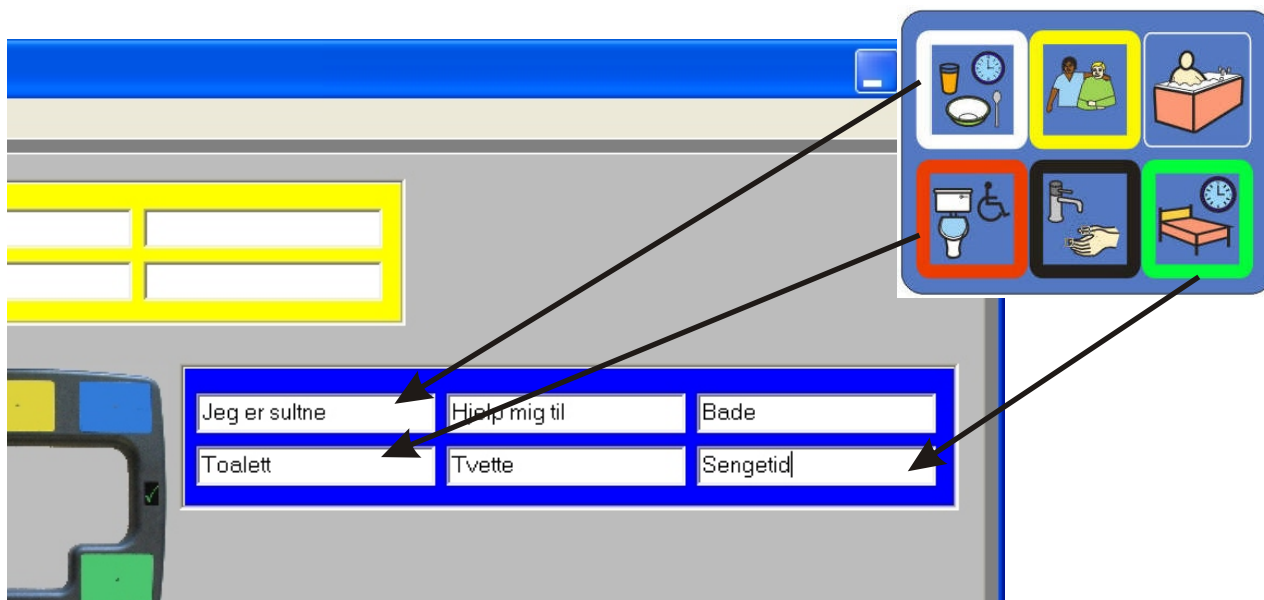 Jeg er sultne
Hjelp mig til
Bade
Toalett
Tvette
Sengetid